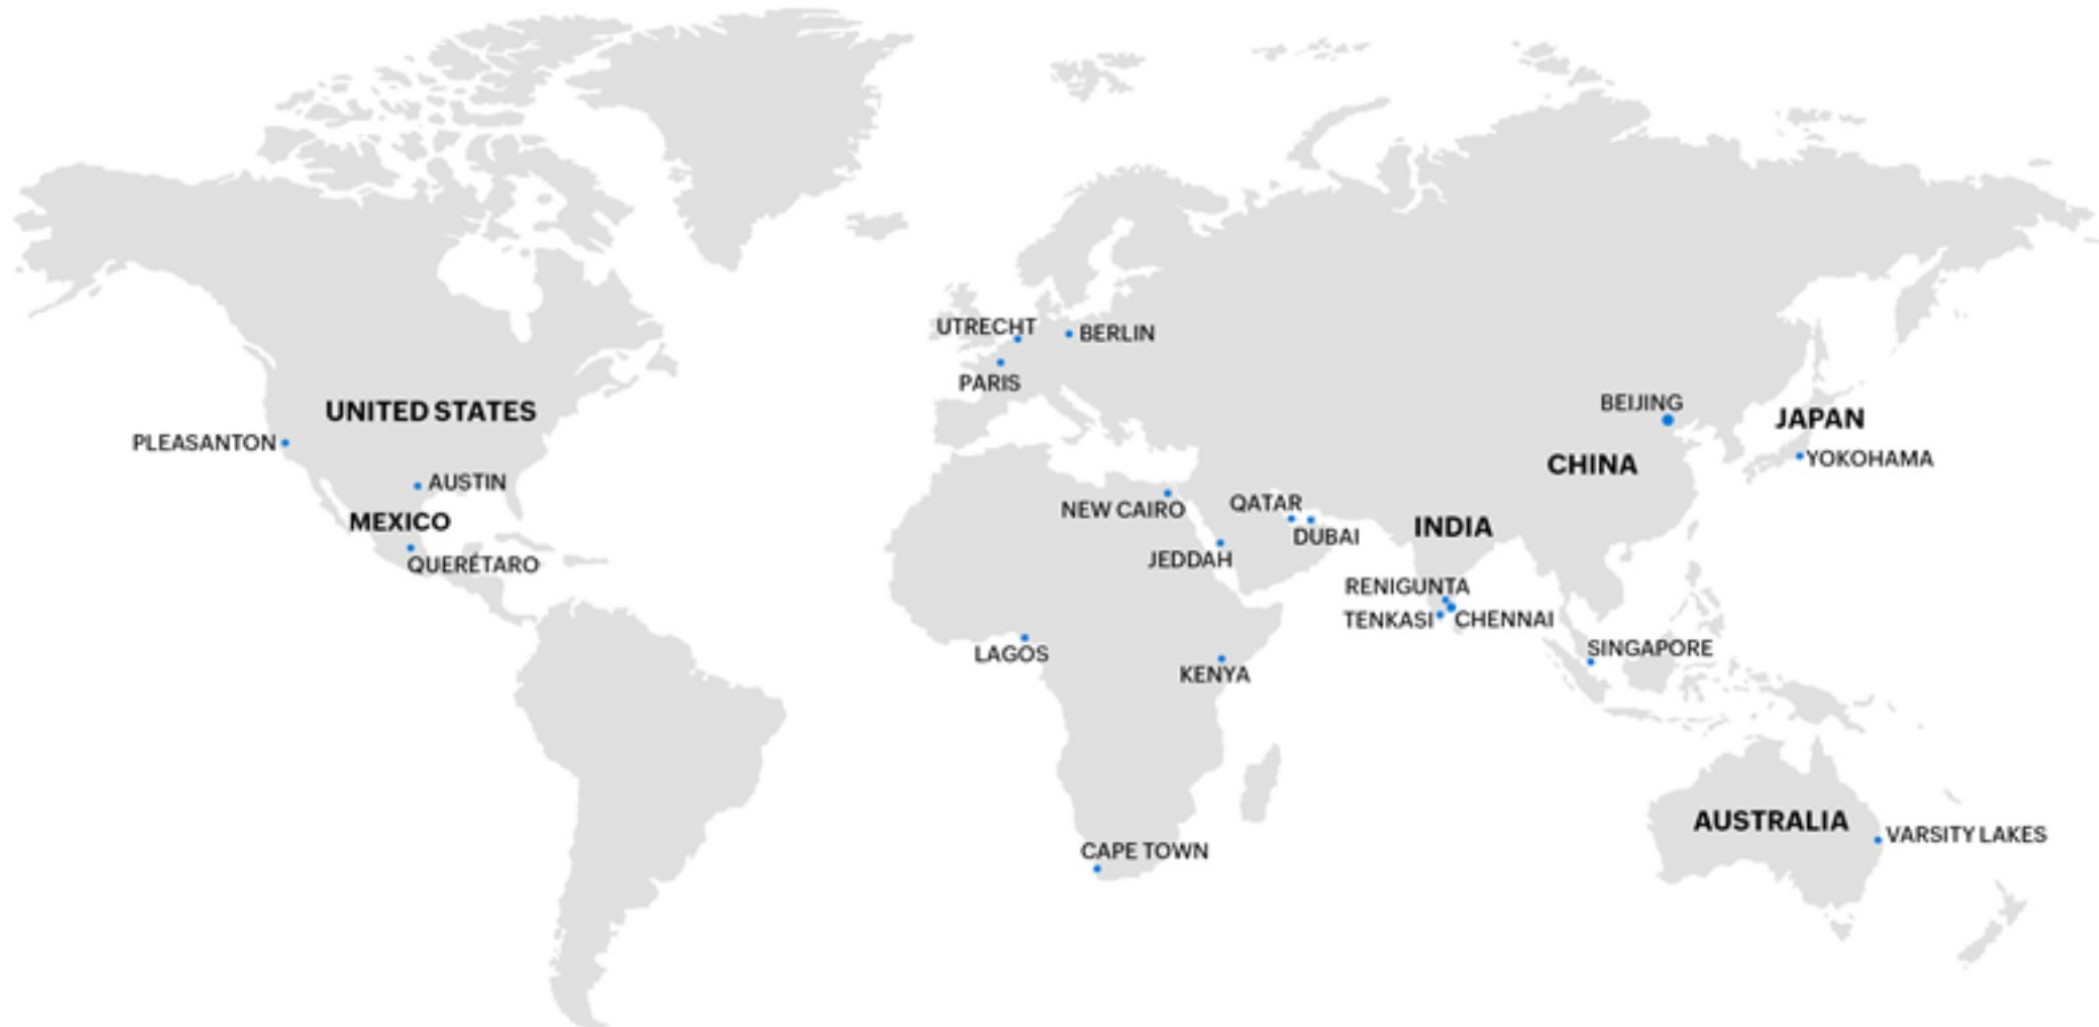 UTRECHT
BERLIN
PARIS
UNITED STATES
PLEASANTON
AUSTIN
MEXICO
QUERÉTARO
BEIJING
JAPAN
YOKOHAMA
CHINA
NEW CAIRO
QATAR
DUBAI
JEDDAH
INDIA
RENIGUNTA
TENKASI
CHENNAI
LAGOS
KENYA
SINGAPORE
CAPE TOWN
AUSTRALIA
VARSITY LAKES